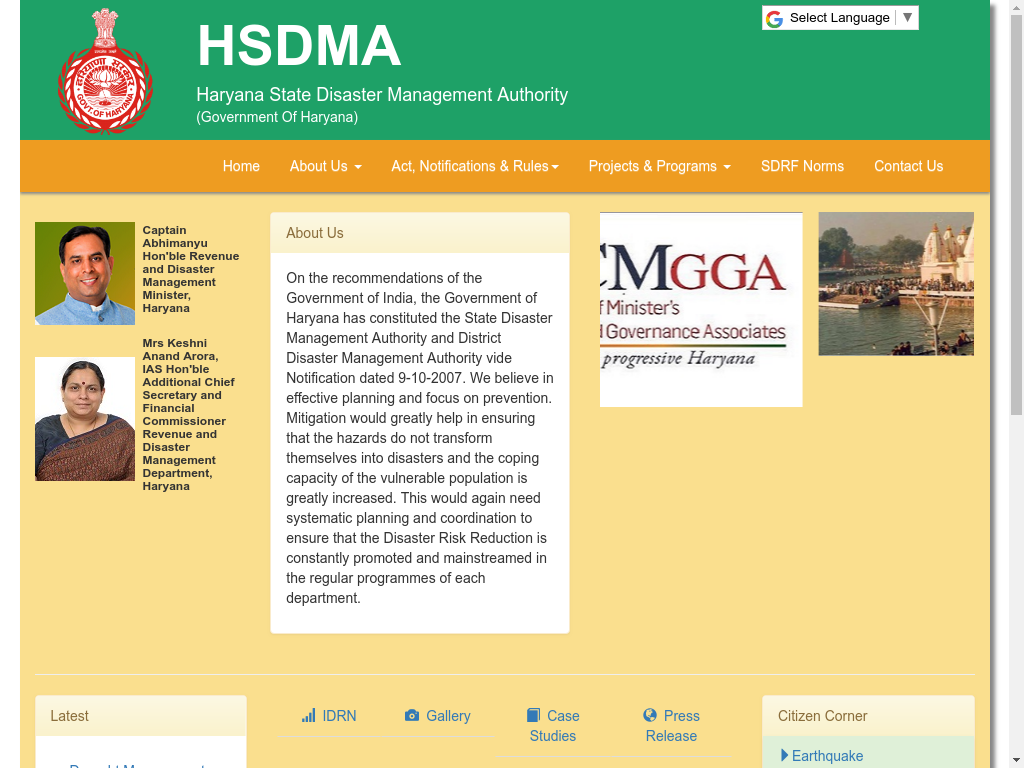 HSDMA
Haryana State Disaster Management Authority
(Government Of Haryana)
Select Language
हरियाणा सरकार
GOVT. OF HARYANA
Home
About Us
Act, Notifications & Rules
Projects & Programs
SDRF Norms
Contact Us
Captain
Abhimanyu
Hon'ble Revenue
and Disaster
Management
Minister,
Haryana
Mrs Keshni
Anand Arora,
IAS Hon'ble
Additional Chief
Secretary and
Financial
Commissioner
Revenue and
Disaster
Management
Department,
Haryana
About Us
On the recommendations of the
Government of India, the Government of
Haryana has constituted the State Disaster
Management Authority and District
Disaster Management Authority vide
Notification dated 9-10-2007. We believe in
effective planning and focus on prevention.
Mitigation would greatly help in ensuring
that the hazards do not transform
themselves into disasters and the coping
capacity of the vulnerable population is
greatly increased. This would again need
systematic planning and coordination to
ensure that the Disaster Risk Reduction is
constantly promoted and mainstreamed in
the regular programmes of each
department.
CMGGA
f Minister's
d Governance Associates
progressive Haryana
Latest
IDRN
Gallery
Case
Studies
Press
Release
Citizen Corner
Earthquake